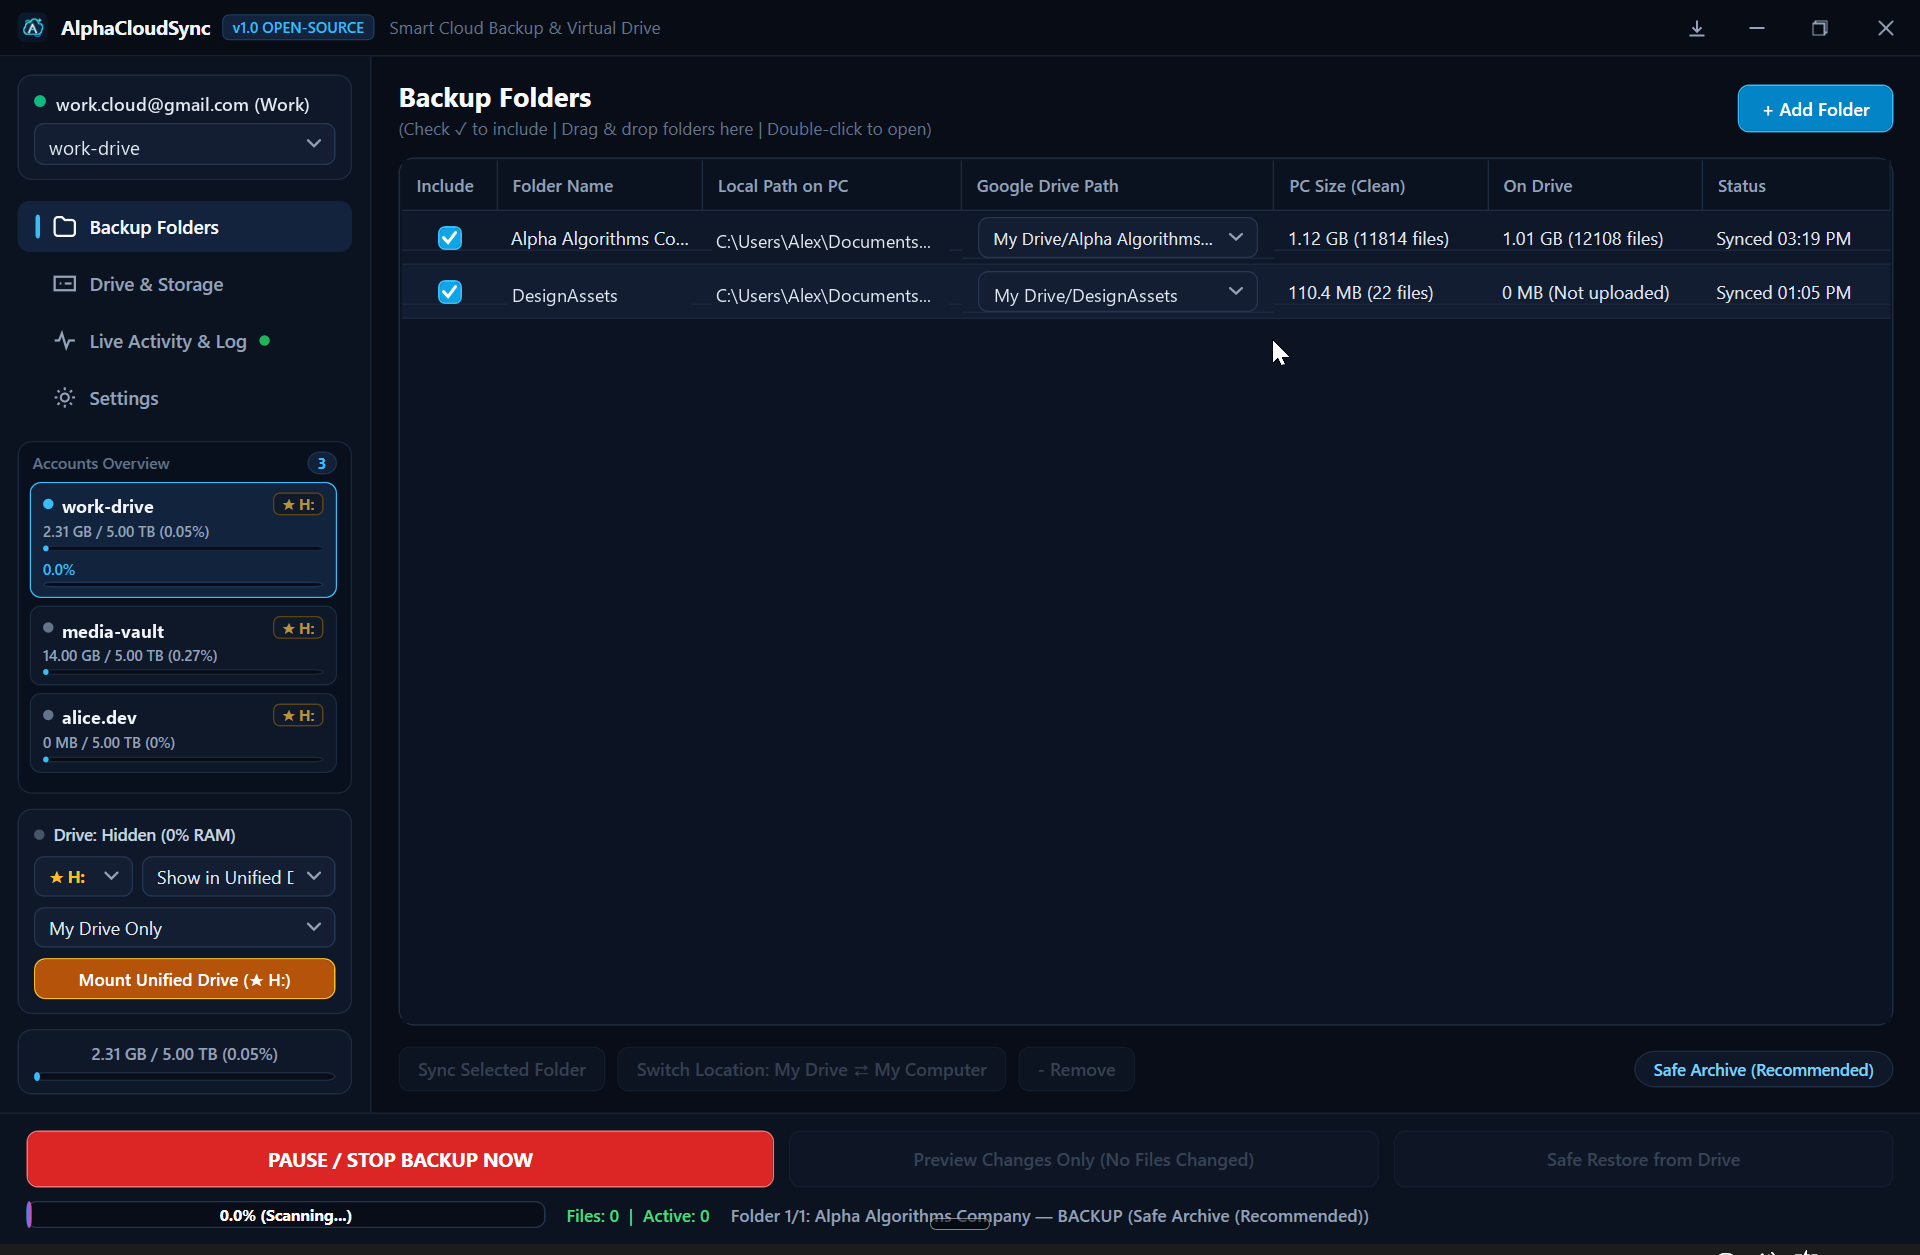 AlphaCloudSync
v1.0 OPEN-SOURCE
Smart Cloud Backup & Virtual Drive
work.cloud@gmail.com (Work)
work-drive
Backup Folders
Drive & Storage
Live Activity & Log
Settings
Accounts Overview
3
work-drive
★ H:
2.31 GB / 5.00 TB (0.05%)
0.0%
media-vault
★ H:
14.00 GB / 5.00 TB (0.27%)
alice.dev
★ H:
0 MB / 5.00 TB (0%)
Drive: Hidden (0% RAM)
★ H:
Show in Unified
My Drive Only
Mount Unified Drive (★ H:)
2.31 GB / 5.00 TB (0.05%)
Backup Folders
(Check ✓ to include | Drag & drop folders here | Double-click to open)
+ Add Folder
Include Folder Name Local Path on PC Google Drive Path PC Size (Clean) On Drive Status
Alpha Algorithms Co... C:\Users\Alex\Documents... My Drive/Alpha Algorithms... 1.12 GB (11814 files) 1.01 GB (12108 files) Synced 03:19 PM
DesignAssets C:\Users\Alex\Documents... My Drive/DesignAssets 110.4 MB (22 files) 0 MB (Not uploaded) Synced 01:05 PM
Sync Selected Folder
Switch Location: My Drive ⇄ My Computer
- Remove
Safe Archive (Recommended)
PAUSE / STOP BACKUP NOW
Preview Changes Only (No Files Changed)
Safe Restore from Drive
0.0% (Scanning...)
Files: 0 | Active: 0
Folder 1/1: Alpha Algorithms Company — BACKUP (Safe Archive (Recommended))